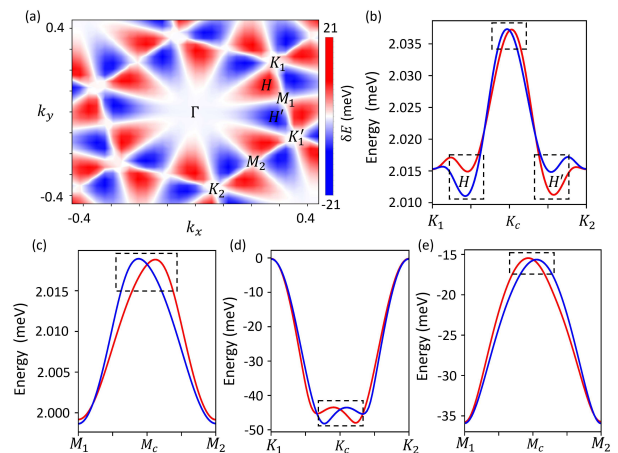 (a)
0.4
k_y
-0.4
-0.4
k_x
0.4
Γ
K_1
H
M_1
H'
K_1'
M_2
K_2
21
δE (meV)
-21
(b)
Energy (meV)
2.035
2.030
2.025
2.020
2.015
2.010
H
H'
K_1
K_c
K_2
(c)
Energy (meV)
2.015
2.010
2.005
2.000
M_1
M_c
M_2
(d)
Energy (meV)
0
-10
-20
-30
-40
-50
K_1
K_c
K_2
(e)
Energy (meV)
-15
-20
-25
-30
-35
M_1
M_c
M_2